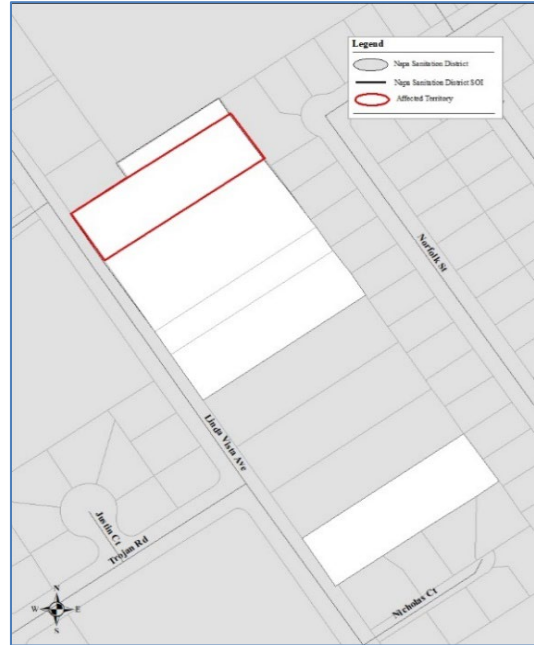 Legend
Napa Sanitation District
Napa Sanitation District SOI
Affected Territory
Norfolk St
Linda Vista Ave
Justin Ct
Trojan Rd
Nicholas Ct
N
W
E
S